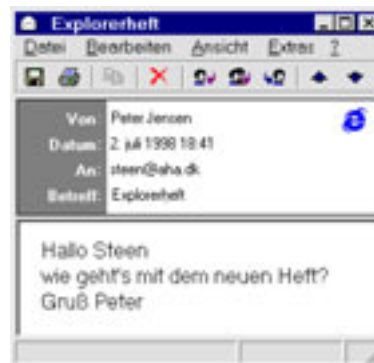 Explorerheft
Datei Bearbeiten Ansicht Extras ?
Von: Peter Jensen
Datum: 2. juli 1998 18:41
An: steen@aha.dk
Betreff: Explorerheft
Hallo Steen
wie geht's mit dem neuen Heft?
Gruß Peter